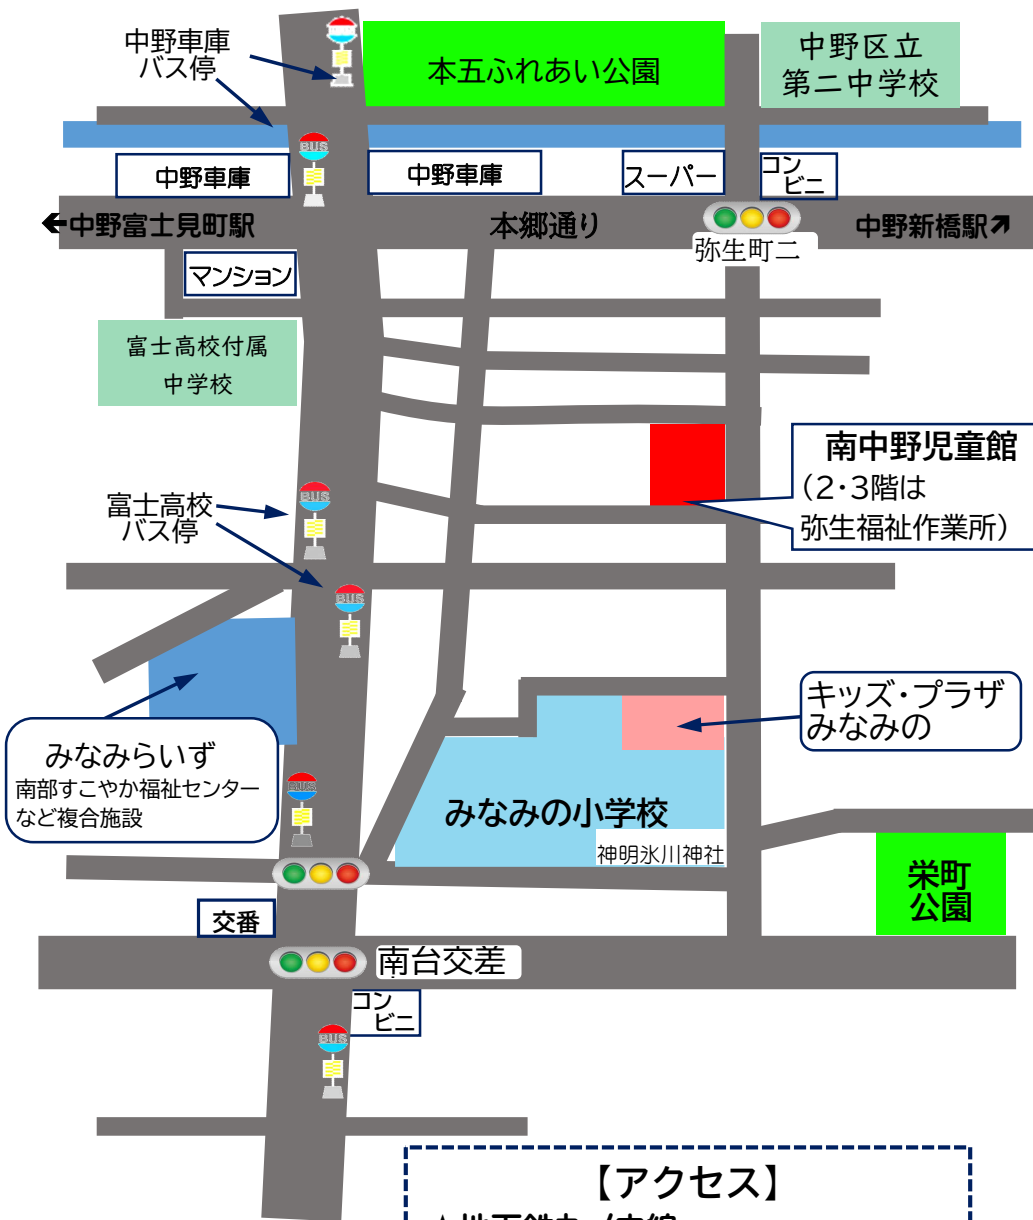 中野車庫
バス停
本五ふれあい公園
中野区立
第二中学校
BUS
中野車庫
中野車庫
スーパー
コン
ビニ
←中野富士見町駅
本郷通り
中野新橋駅↗
弥生町二
マンション
富士高校付属
中学校
南中野児童館
(2・3階は
弥生福祉作業所)
富士高校
バス停
BUS
BUS
キッズ・プラザ
みなみの
みなみらいず
南部すこやか福祉センター
など複合施設
BUS
みなみの小学校
神明氷川神社
栄町
公園
交番
南台交差
コン
ビニ
BUS
【アクセス】